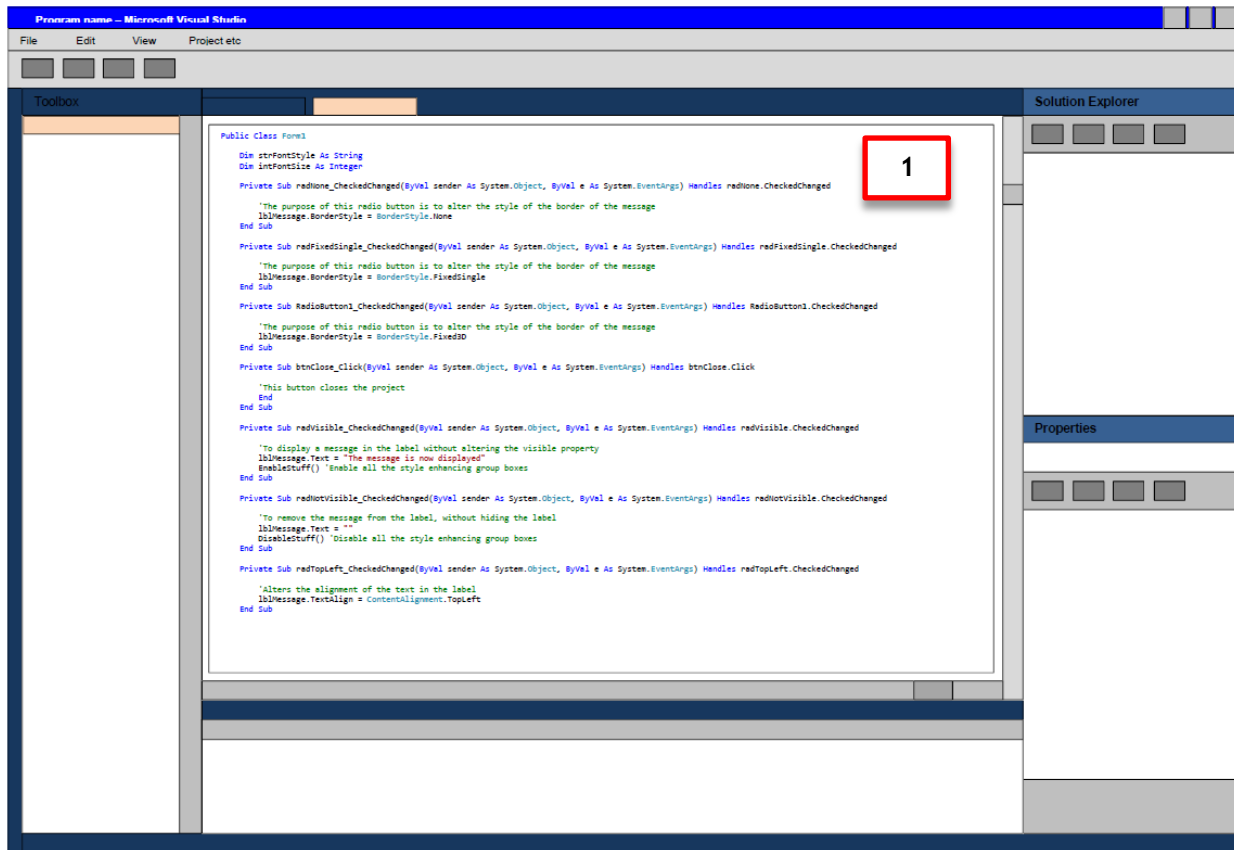 Program name – Microsoft Visual Studio
File Edit View Project etc
Toolbox
Solution Explorer
1
Public Class Form1
Dim strFontStyle As String
Dim intFontSize As Integer
Private Sub radNone_CheckedChanged(ByVal sender As System.Object, ByVal e As System.EventArgs) Handles radNone.CheckedChanged
'The purpose of this radio button is to alter the style of the border of the message
lblMessage.BorderStyle = BorderStyle.None
End Sub
Private Sub radFixedSingle_CheckedChanged(ByVal sender As System.Object, ByVal e As System.EventArgs) Handles radFixedSingle.CheckedChanged
'The purpose of this radio button is to alter the style of the border of the message
lblMessage.BorderStyle = BorderStyle.FixedSingle
End Sub
Private Sub RadioButton1_CheckedChanged(ByVal sender As System.Object, ByVal e As System.EventArgs) Handles RadioButton1.CheckedChanged
'The purpose of this radio button is to alter the style of the border of the message
lblMessage.BorderStyle = BorderStyle.Fixed3D
End Sub
Private Sub btnClose_Click(ByVal sender As System.Object, ByVal e As System.EventArgs) Handles btnClose.Click
'This button closes the project
End
End Sub
Private Sub radVisible_CheckedChanged(ByVal sender As System.Object, ByVal e As System.EventArgs) Handles radVisible.CheckedChanged
'To display a message in the label without altering the visible property
lblMessage.Text = "The message is now displayed"
EnableStuff() 'Enable all the style enhancing group boxes
End Sub
Private Sub radNotVisible_CheckedChanged(ByVal sender As System.Object, ByVal e As System.EventArgs) Handles radNotVisible.CheckedChanged
'To remove the message from the label, without hiding the label
lblMessage.Text = ""
DisableStuff() 'Disable all the style enhancing group boxes
End Sub
Private Sub radTopLeft_CheckedChanged(ByVal sender As System.Object, ByVal e As System.EventArgs) Handles radTopLeft.CheckedChanged
'Alters the alignment of the text in the label
lblMessage.TextAlign = ContentAlignment.TopLeft
End Sub
Properties